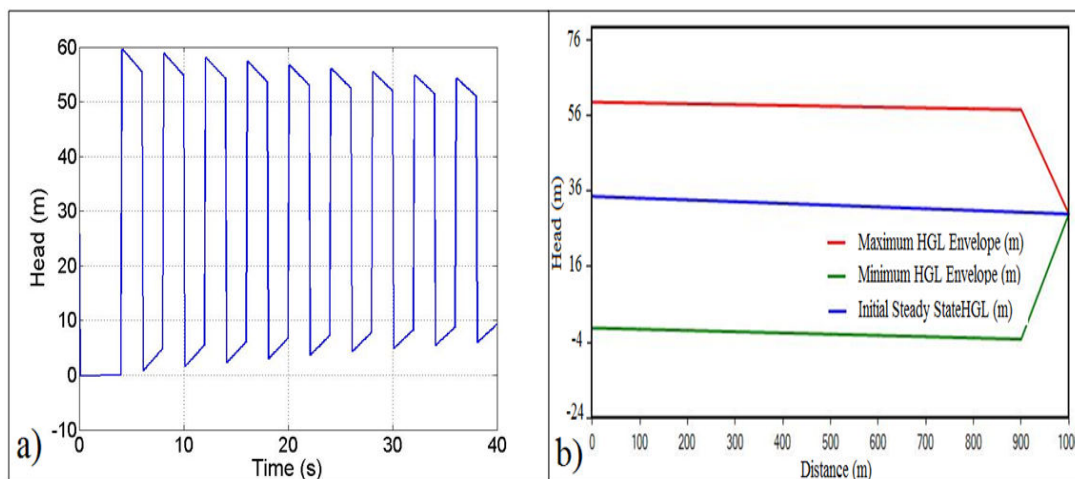 60
50
40
30
20
10
0
-10
Head (m)
0 10 20 30 40
Time (s)
a)
76
56
36
16
-4
-24
Head (m)
Maximum HGL Envelope (m)
Minimum HGL Envelope (m)
Initial Steady StateHGL (m)
0 100 200 300 400 500 600 700 800 900 100
Distance (m)
b)